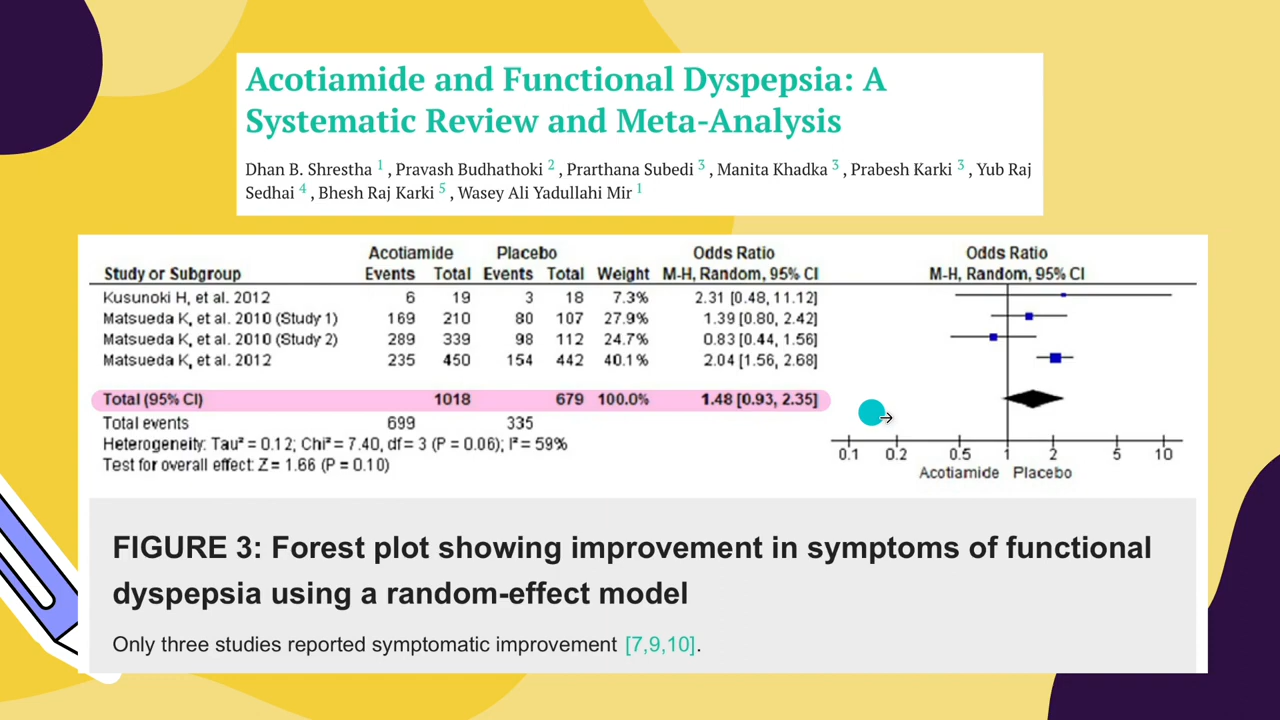 Acotiamide and Functional Dyspepsia: A
Systematic Review and Meta-Analysis
Dhan B. Shrestha 1 , Pravash Budhathoki 2 , Prarthana Subedi 3 , Manita Khadka 3 , Prabesh Karki 3 , Yub Raj
Sedhai 4 , Bhesh Raj Karki 5 , Wasey Ali Yadullahi Mir 1
Acotiamide Placebo Odds Ratio Odds Ratio
Study or Subgroup Events Total Events Total Weight M-H, Random, 95% CI M-H, Random, 95% CI
Kusunoki H, et al. 2012 6 19 3 18 7.3% 2.31 [0.48, 11.12]
Matsueda K, et al. 2010 (Study 1) 169 210 80 107 27.9% 1.39 [0.80, 2.42]
Matsueda K, et al. 2010 (Study 2) 289 339 98 112 24.7% 0.83 [0.44, 1.56]
Matsueda K, et al. 2012 235 450 154 442 40.1% 2.04 [1.56, 2.68]
Total (95% CI) 1018 679 100.0% 1.48 [0.93, 2.35]
Total events 699 335
Heterogeneity: Tau² = 0.12; Chi² = 7.40, df = 3 (P = 0.06); I² = 59%
Test for overall effect: Z = 1.66 (P = 0.10)
0.1 0.2 0.5 1 2 5 10
Acotiamide Placebo
FIGURE 3: Forest plot showing improvement in symptoms of functional
dyspepsia using a random-effect model
Only three studies reported symptomatic improvement [7,9,10].